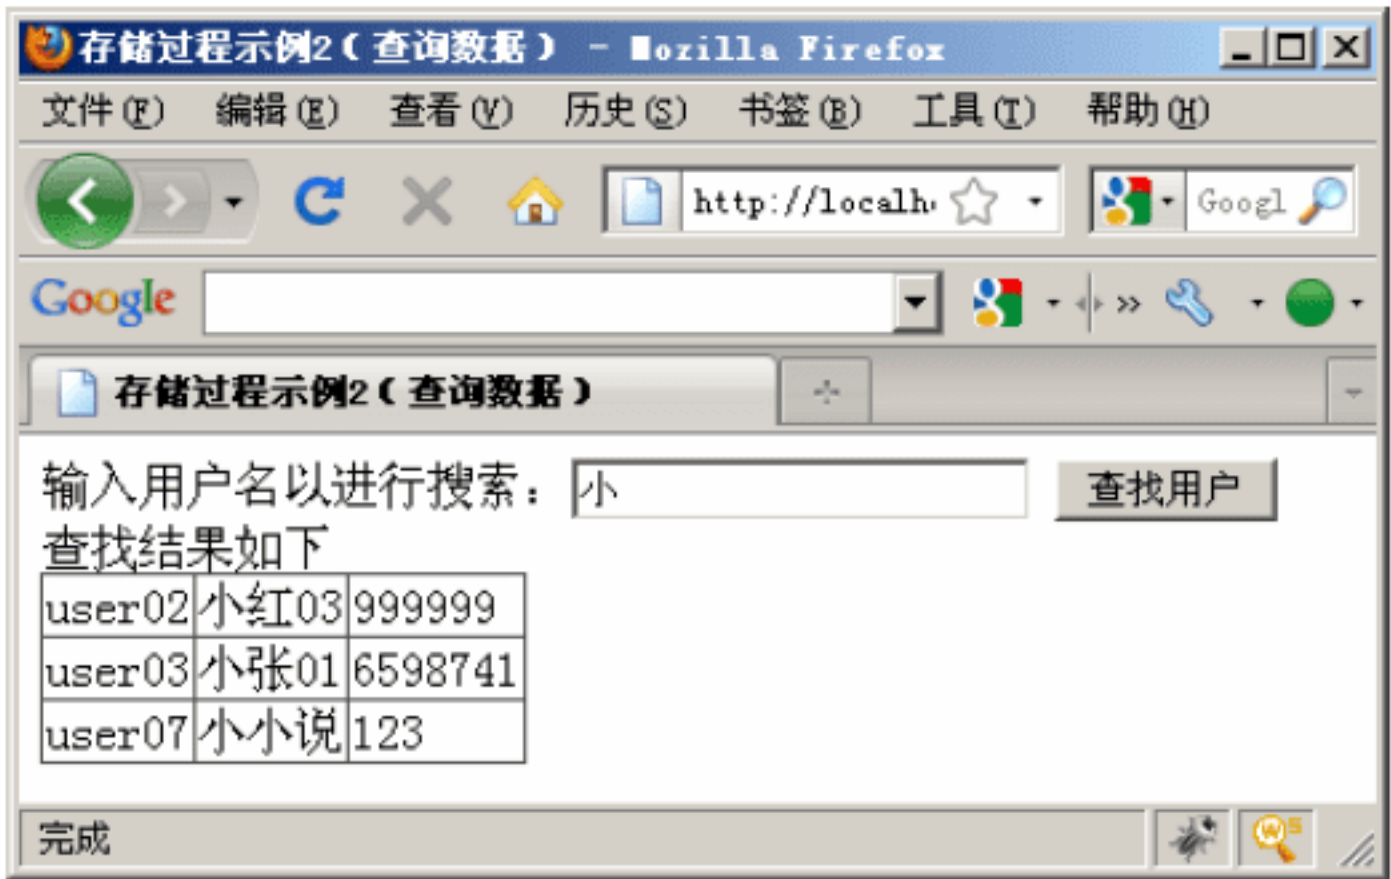 存储过程示例2（查询数据） - Mozilla Firefox
文件(F) 编辑(E) 查看(V) 历史(S) 书签(B) 工具(T) 帮助(H)
http://localh Googl
Google
存储过程示例2（查询数据）
输入用户名以进行搜索： 小 查找用户
查找结果如下
user02 小红03 999999
user03 小张01 6598741
user07 小小说 123
完成